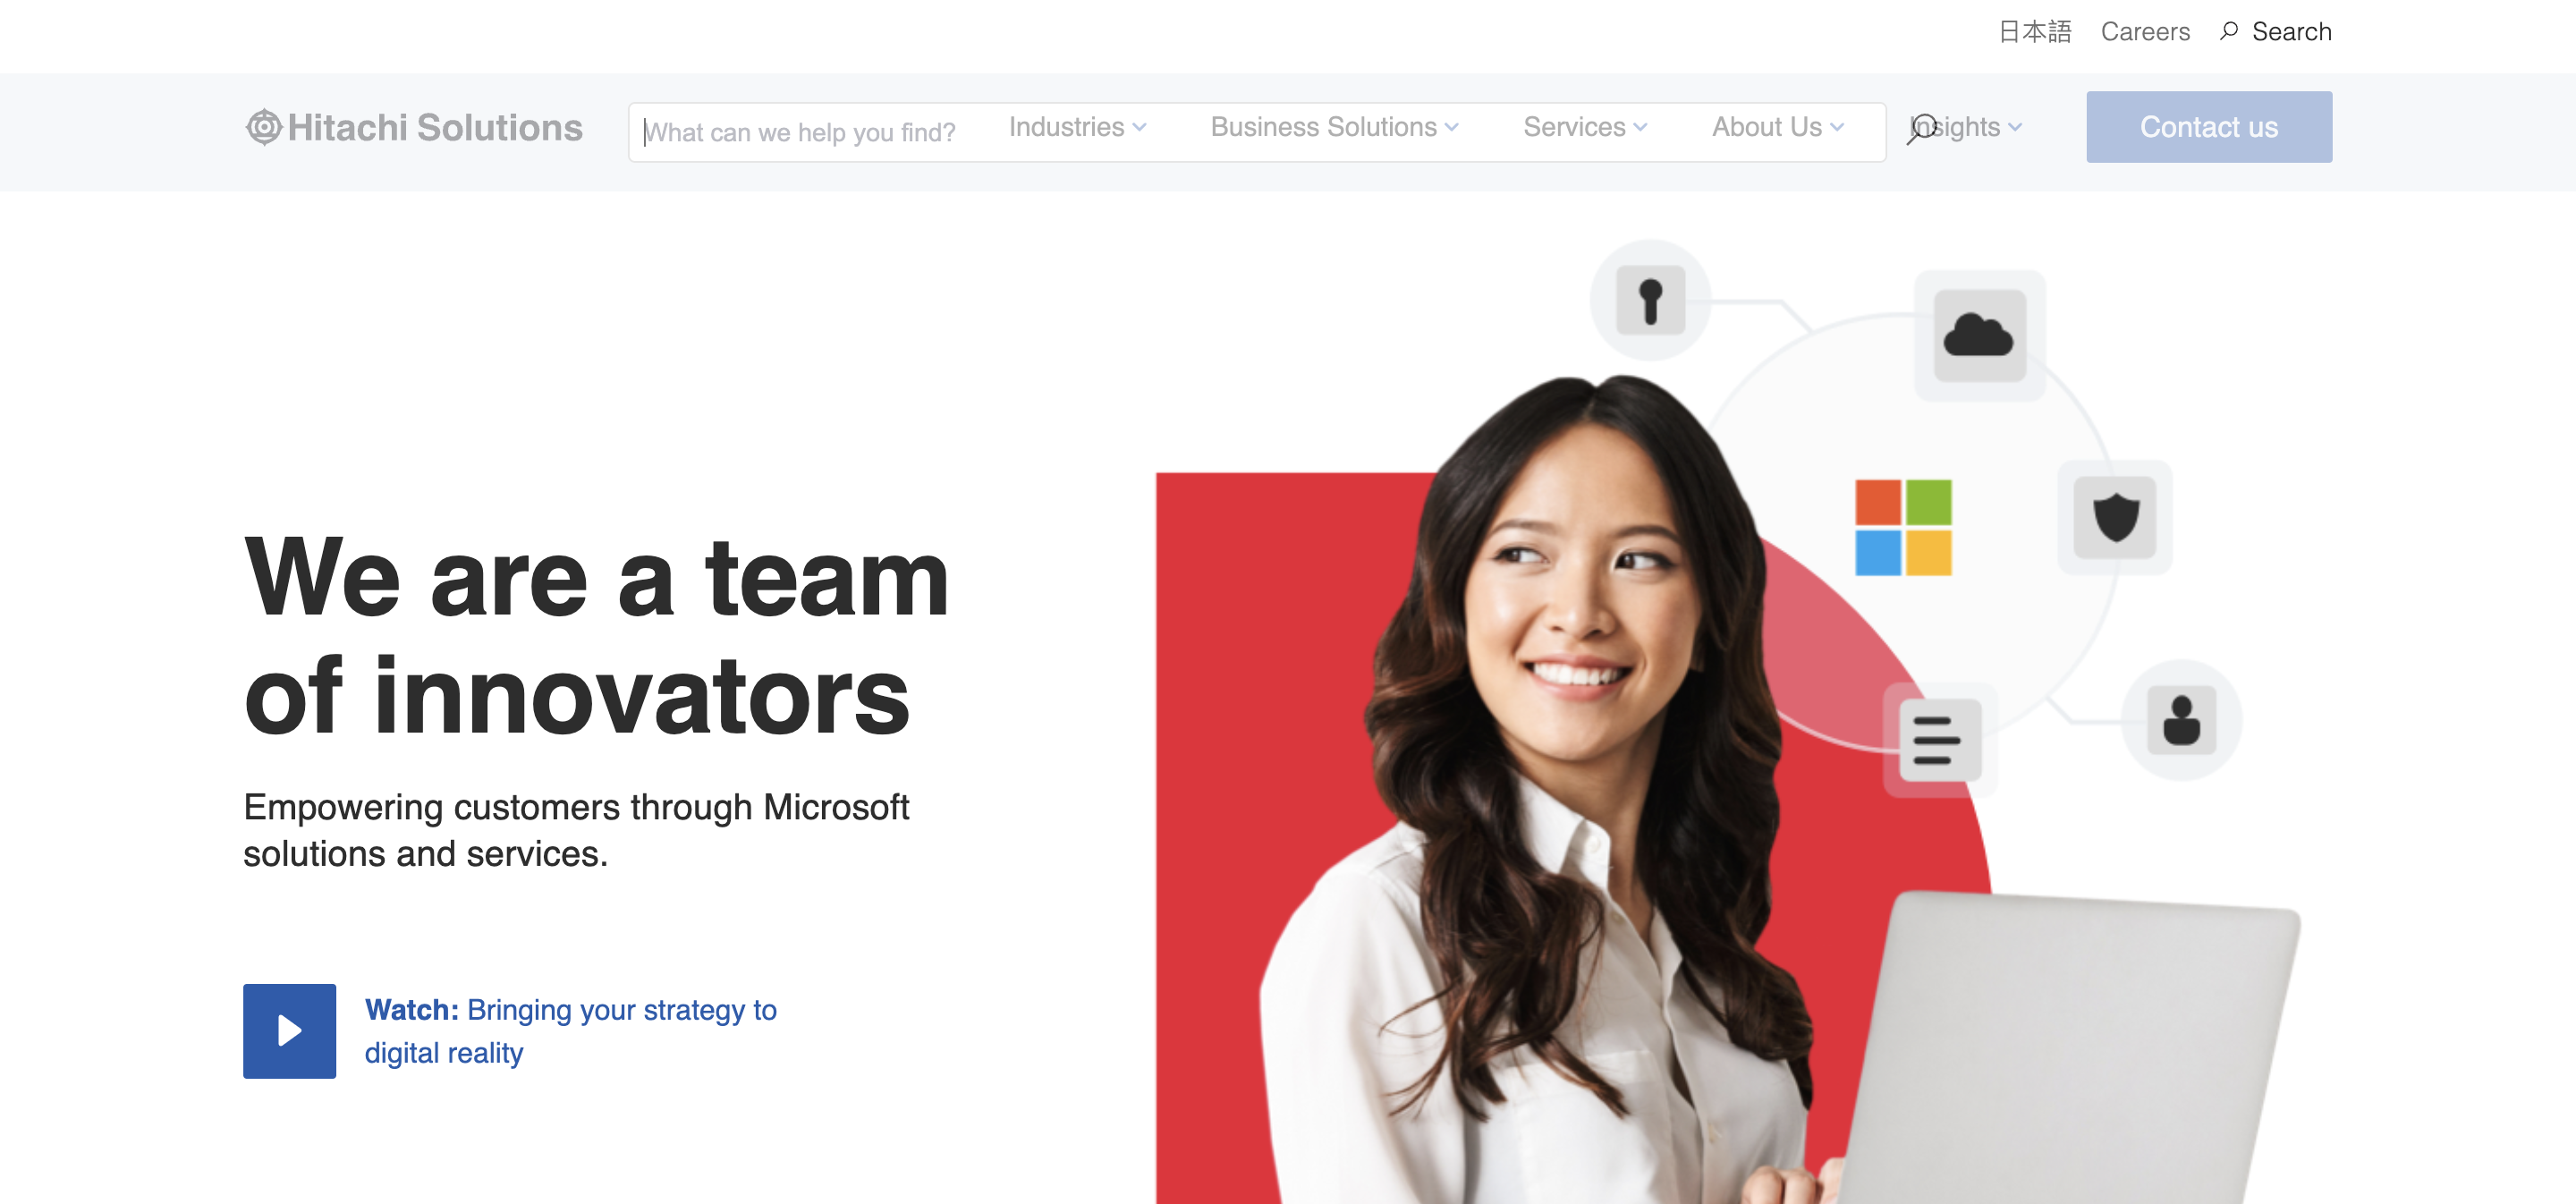 日本語 Careers Search
Hitachi Solutions What can we help you find? Industries Business Solutions Services About Us Insights Contact us
We are a team
of innovators
Empowering customers through Microsoft
solutions and services.
Watch: Bringing your strategy to
digital reality